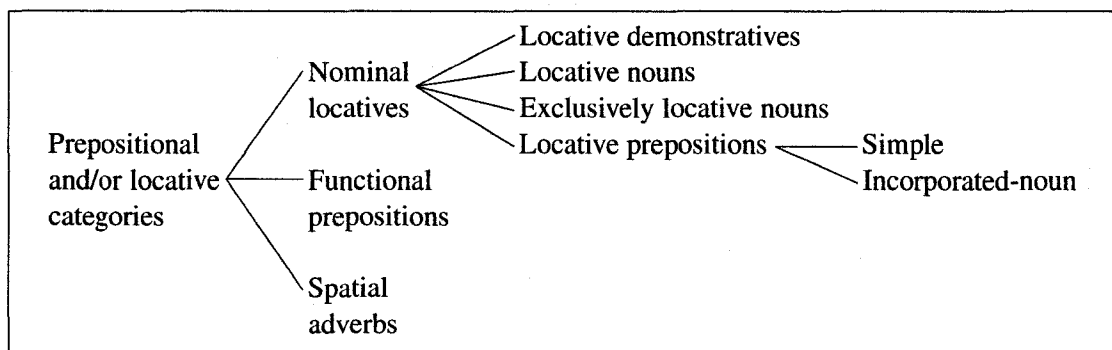 Locative demonstratives
Nominal
Locative nouns
locatives
Exclusively locative nouns
Prepositional
Locative prepositions
Simple
and/or locative
Functional
Incorporated-noun
categories
prepositions
Spatial
adverbs